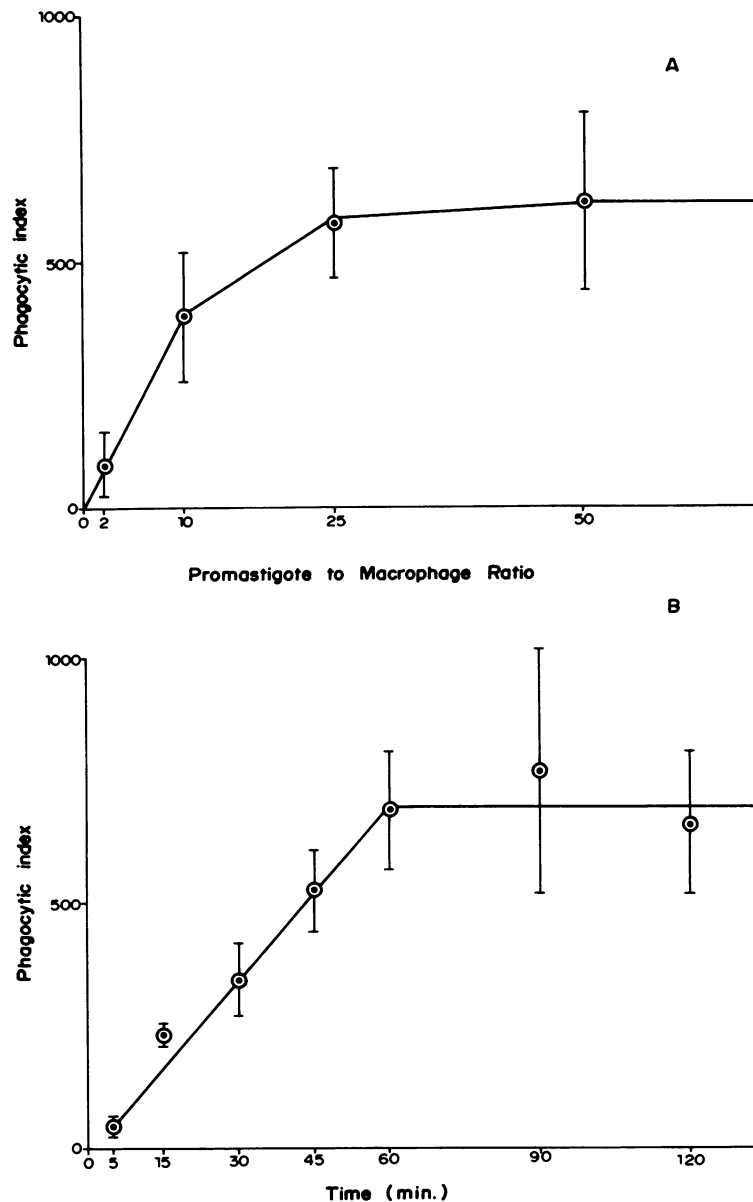 1000
A
Phagocytic index
500
0
0 2 10 25 50
Promastigote to Macrophage Ratio
B
1000
Phagocytic index
500
0
0 5 15 30 45 60 90 120
Time (min.)